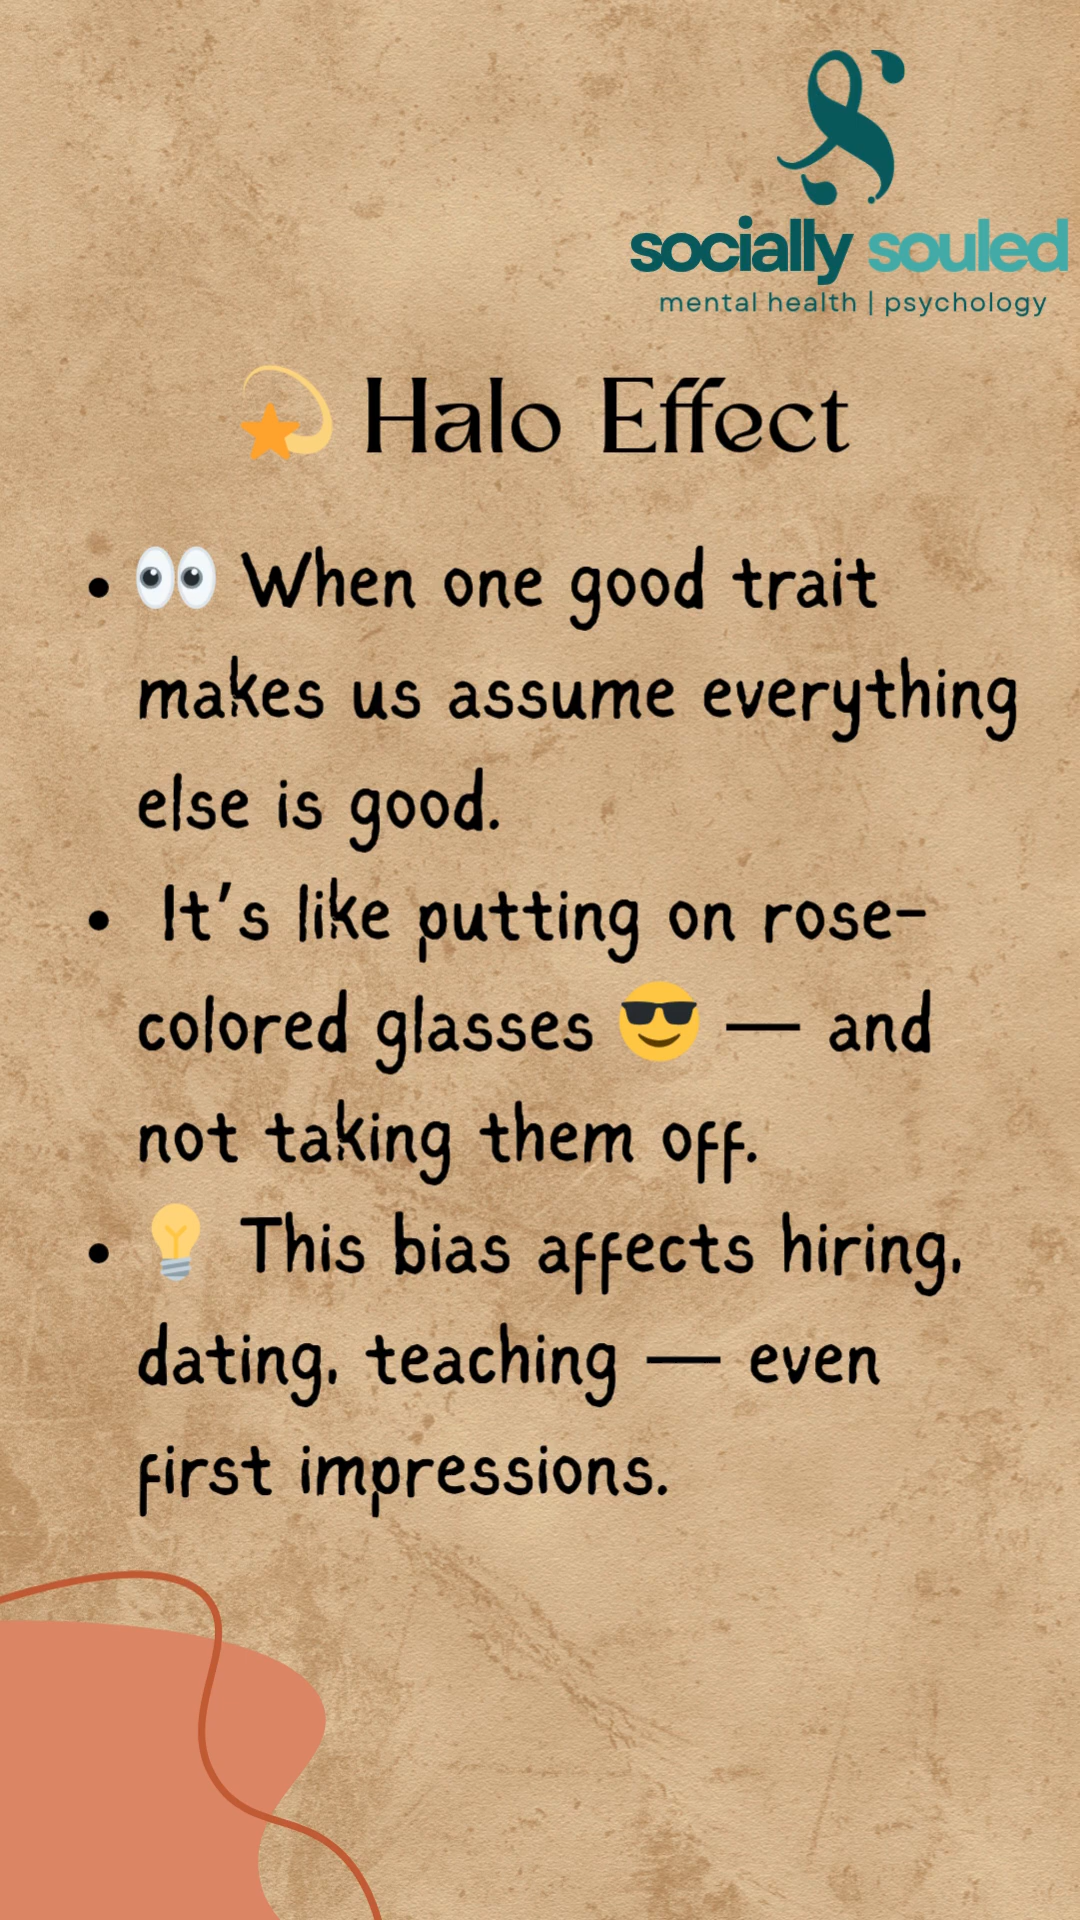 socially souled
mental health | psychology
💫 Halo Effect
• 👀 When one good trait
makes us assume everything
else is good.
• It's like putting on rose-
colored glasses 😎 — and
not taking them off.
• 💡 This bias affects hiring,
dating, teaching — even
first impressions.